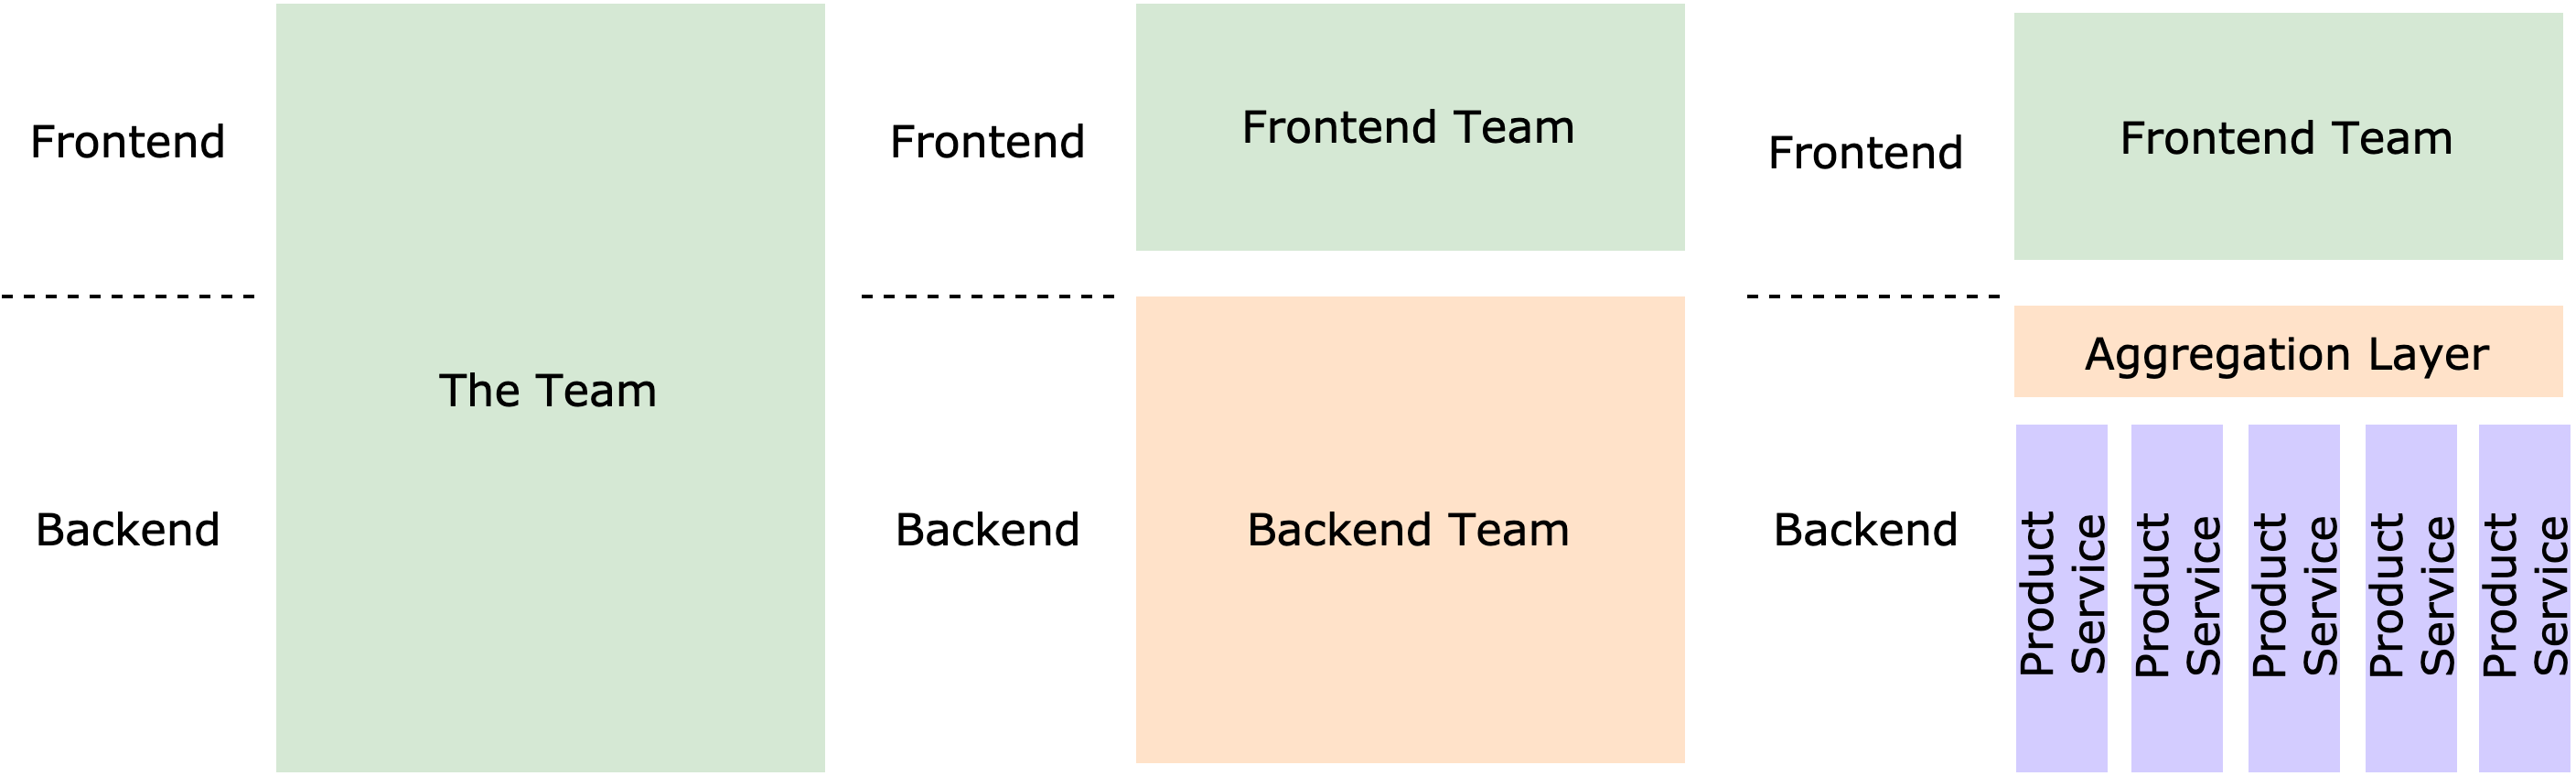 Frontend
The Team
Backend
Frontend
Frontend Team
Backend
Backend Team
Frontend
Frontend Team
Aggregation Layer
Backend
Product
Service
Product
Service
Product
Service
Product
Service
Product
Service